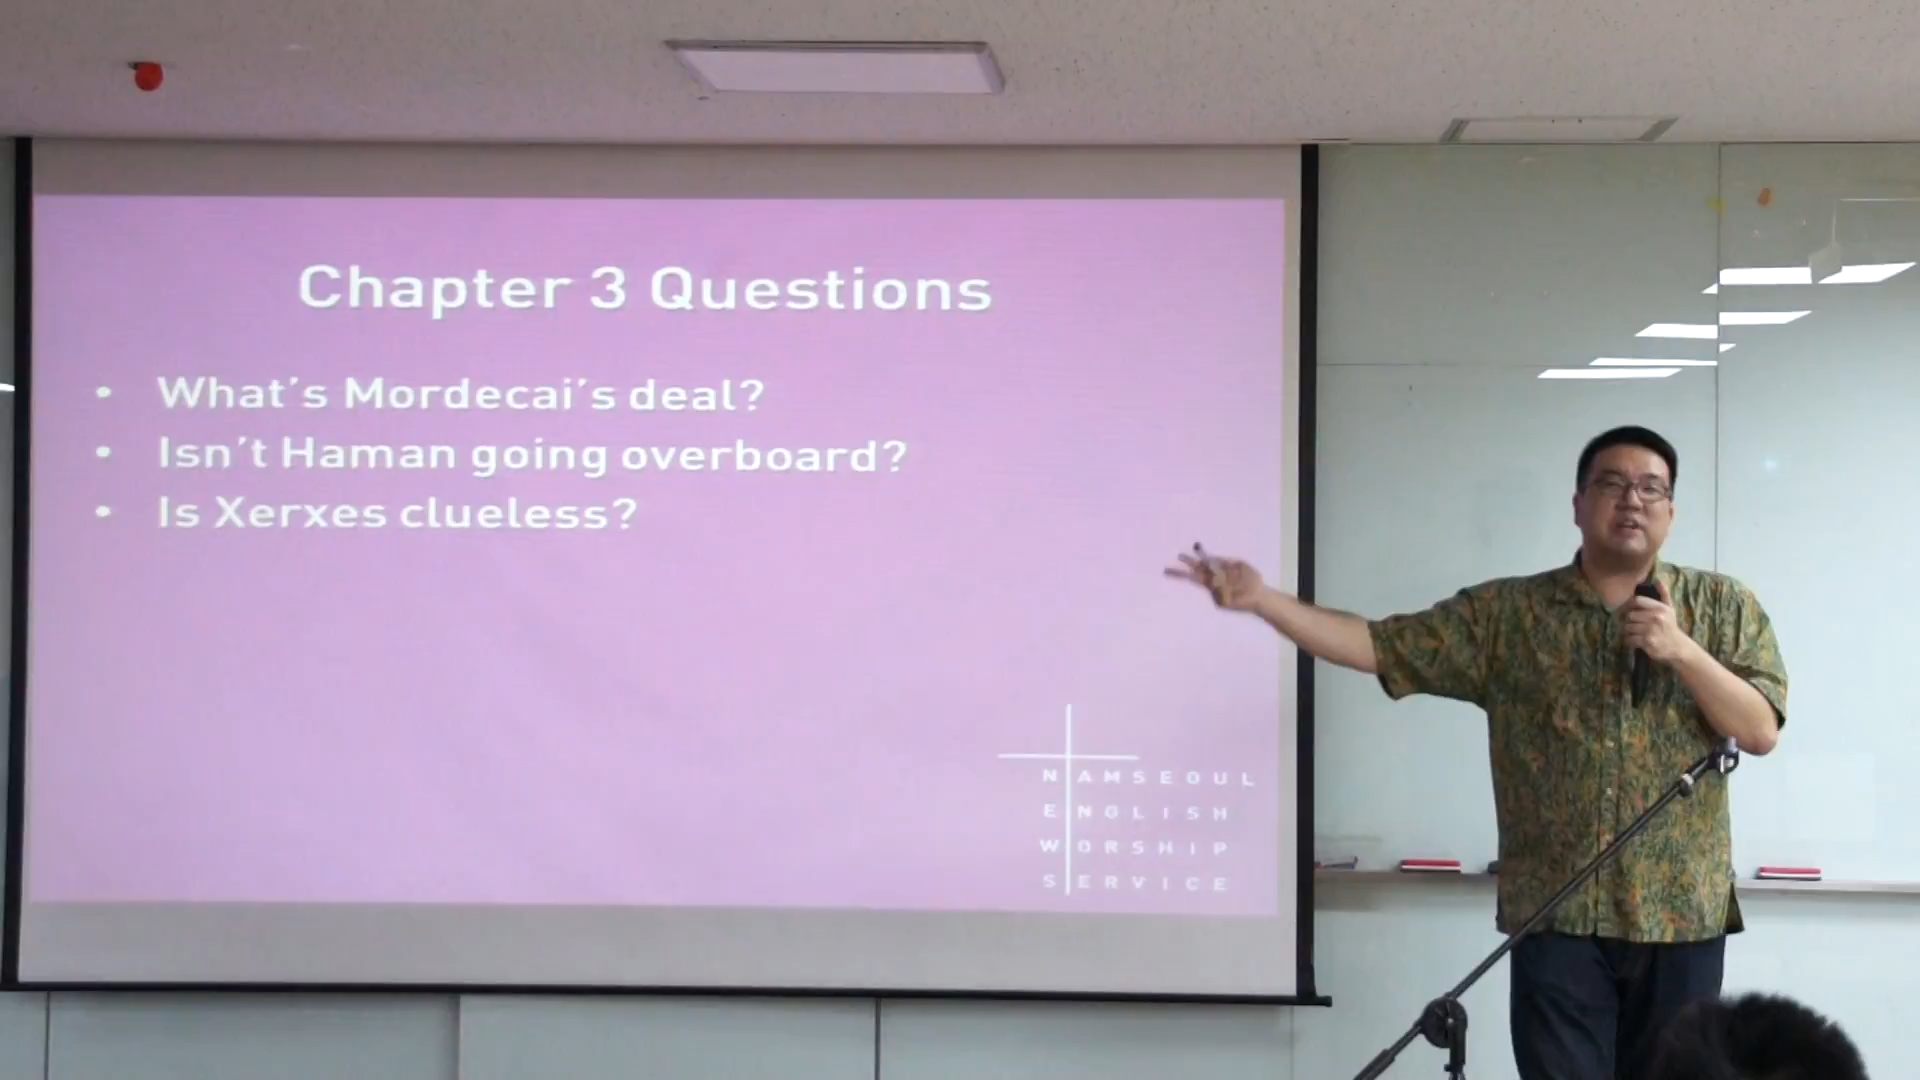 Chapter 3 Questions
• What's Mordecai's deal?
• Isn't Haman going overboard?
• Is Xerxes clueless?
NAMSEOUL
ENGLISH
WORSHIP
SERVICE